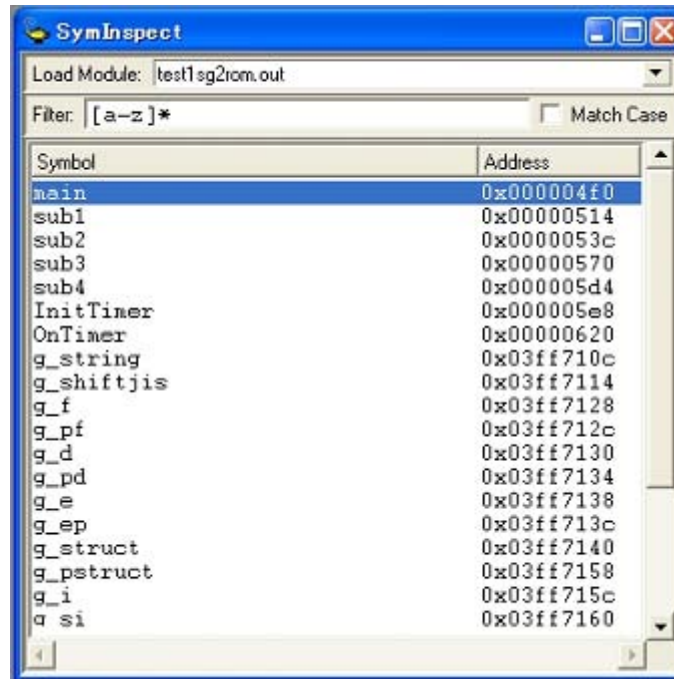 SymInspect
Load Module: test1sg2rom.out
Filter: [a-z]* Match Case
Symbol Address
main 0x000004f0
sub1 0x00000514
sub2 0x0000053c
sub3 0x00000570
sub4 0x000005d4
InitTimer 0x000005e8
OnTimer 0x00000620
g_string 0x03ff710c
g_shiftjis 0x03ff7114
g_f 0x03ff7128
g_pf 0x03ff712c
g_d 0x03ff7130
g_pd 0x03ff7134
g_e 0x03ff7138
g_ep 0x03ff713c
g_struct 0x03ff7140
g_pstruct 0x03ff7158
g_i 0x03ff715c
g_si 0x03ff7160